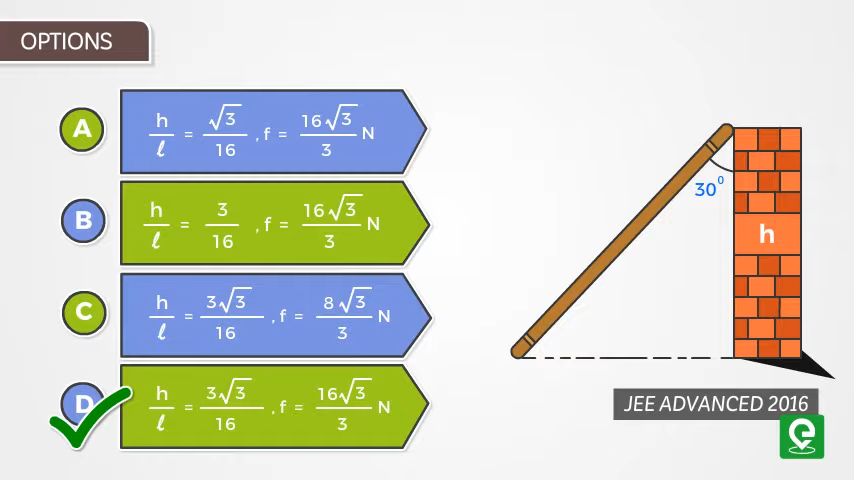 OPTIONS
A h/ℓ = √3/16 , f = 16√3/3 N
B h/ℓ = 3/16 , f = 16√3/3 N
C h/ℓ = 3√3/16 , f = 8√3/3 N
D h/ℓ = 3√3/16 , f = 16√3/3 N
30⁰
h
JEE ADVANCED 2016
e